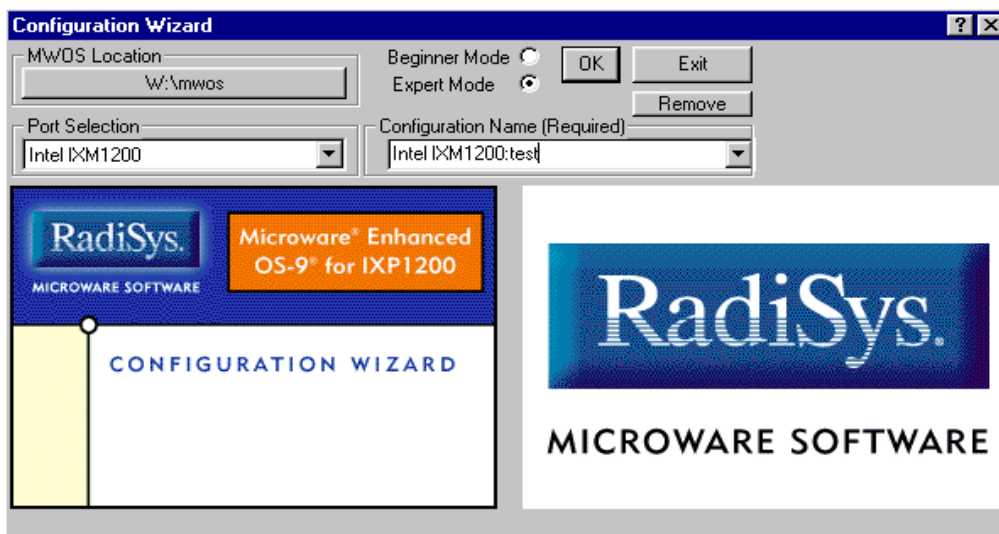 Configuration Wizard
? X
MWOS Location
W:\mwos
Beginner Mode
Expert Mode
OK
Exit
Remove
Port Selection
Intel IXM1200
Configuration Name (Required)
Intel IXM1200:test
RadiSys.
MICROWARE SOFTWARE
Microware® Enhanced
OS-9® for IXP1200
CONFIGURATION WIZARD
RadiSys.
MICROWARE SOFTWARE